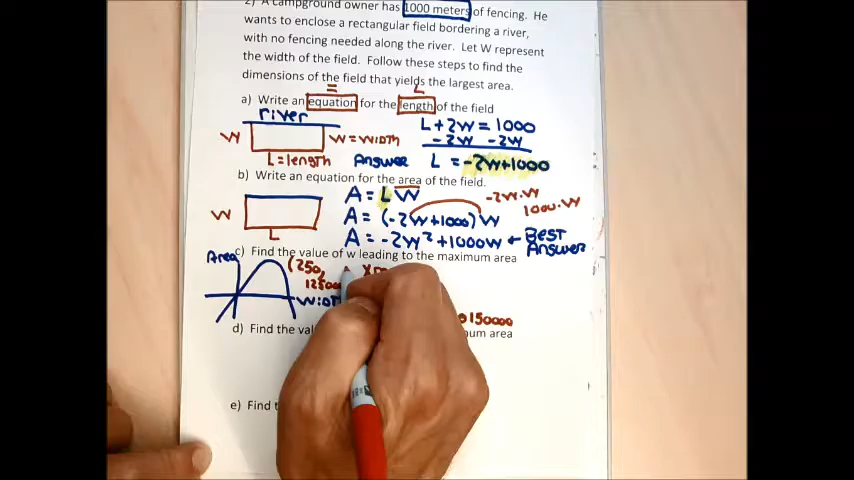 2) A campground owner has 1000 meters of fencing. He
wants to enclose a rectangular field bordering a river,
with no fencing needed along the river. Let W represent
the width of the field. Follow these steps to find the
dimensions of the field that yields the largest area.
= L
a) Write an equation for the length of the field
river
L+2W=1000
W W=WIDTH -2W -2W
L=length Answer L = -2W+1000
b) Write an equation for the area of the field.
A = LW
-2W·W
W A = (-2W+1000)W 1000·W
L A = -2W²+1000W ← BEST ANSWER
c) Find the value of w leading to the maximum area
Area (250,
150000
d) Find the val um area
e) Find t